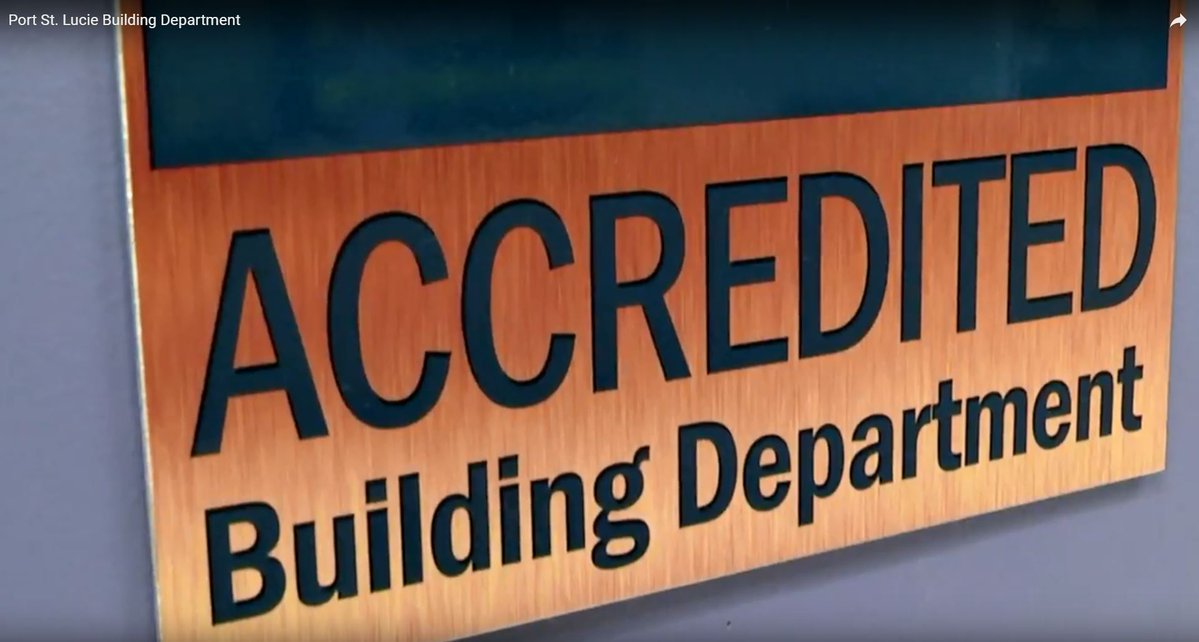 Port St. Lucie Building Department
ACCREDITED
Building Department